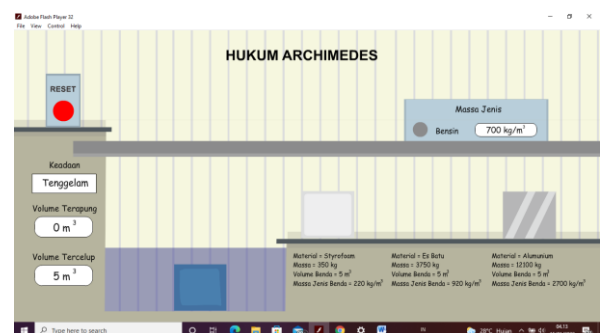 Adobe Flash Player 32
File View Control Help
HUKUM ARCHIMEDES
RESET
Massa Jenis
Bensin 700 kg/m³
Keadaan
Tenggelam
Volume Terapung
0 m³
Volume Tercelup
5 m³
Material = Styrofoam
Massa = 350 kg
Volume Benda = 5 m³
Massa Jenis Benda = 220 kg/m³
Material = Es Batu
Massa = 3750 kg
Volume Benda = 5 m³
Massa Jenis Benda = 920 kg/m³
Material = Alumunium
Massa = 12100 kg
Volume Benda = 5 m³
Massa Jenis Benda = 2700 kg/m³
Type here to search
28°C Hujan
04.13